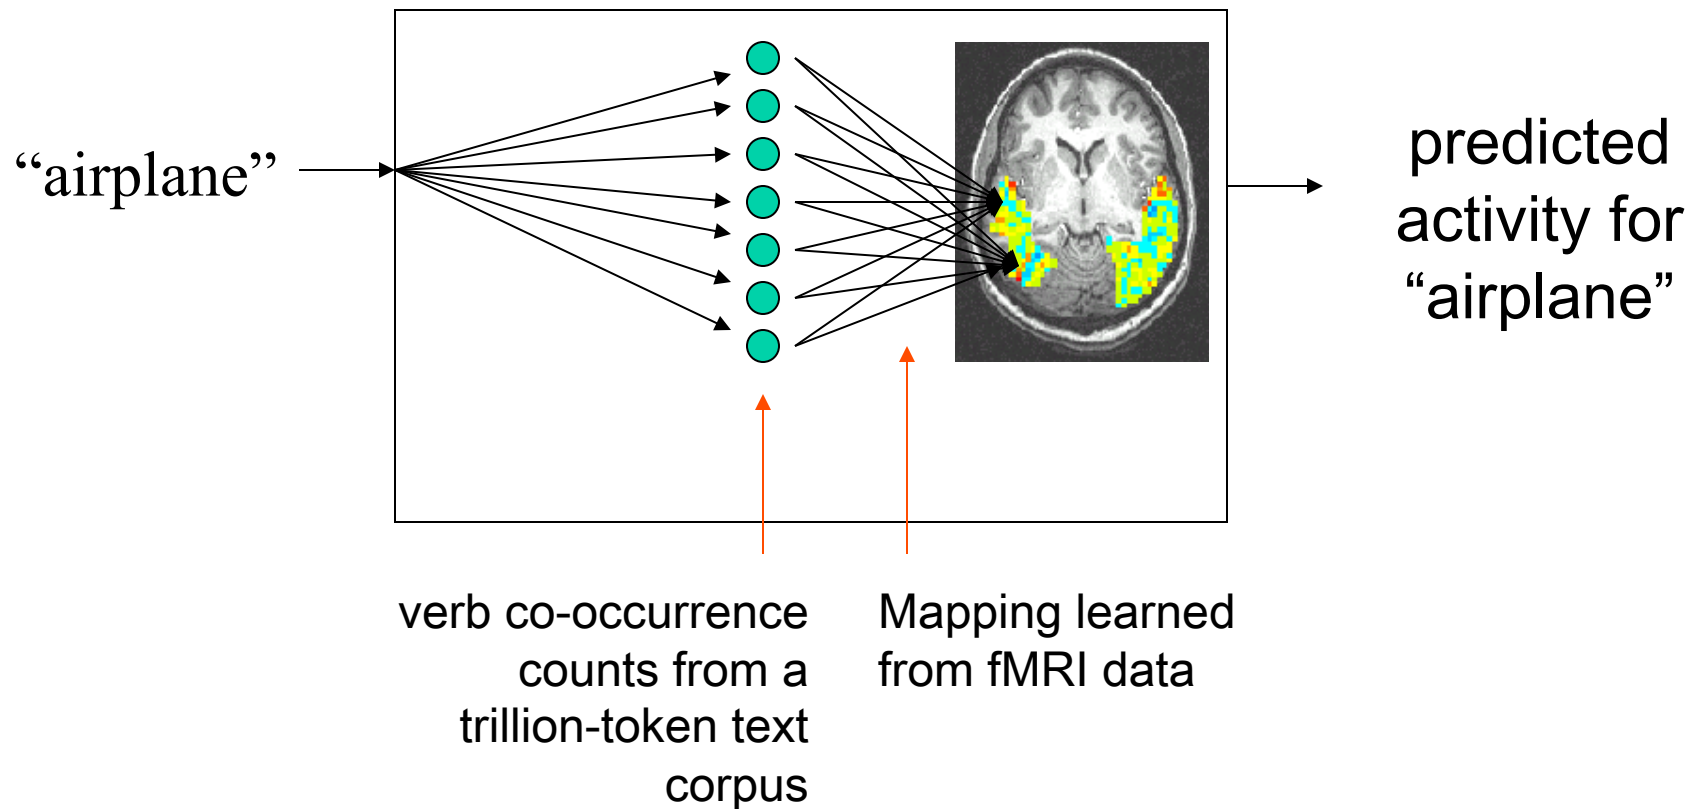 “airplane”
predicted
activity for
“airplane”
verb co-occurrence
counts from a
trillion-token text
corpus
Mapping learned
from fMRI data